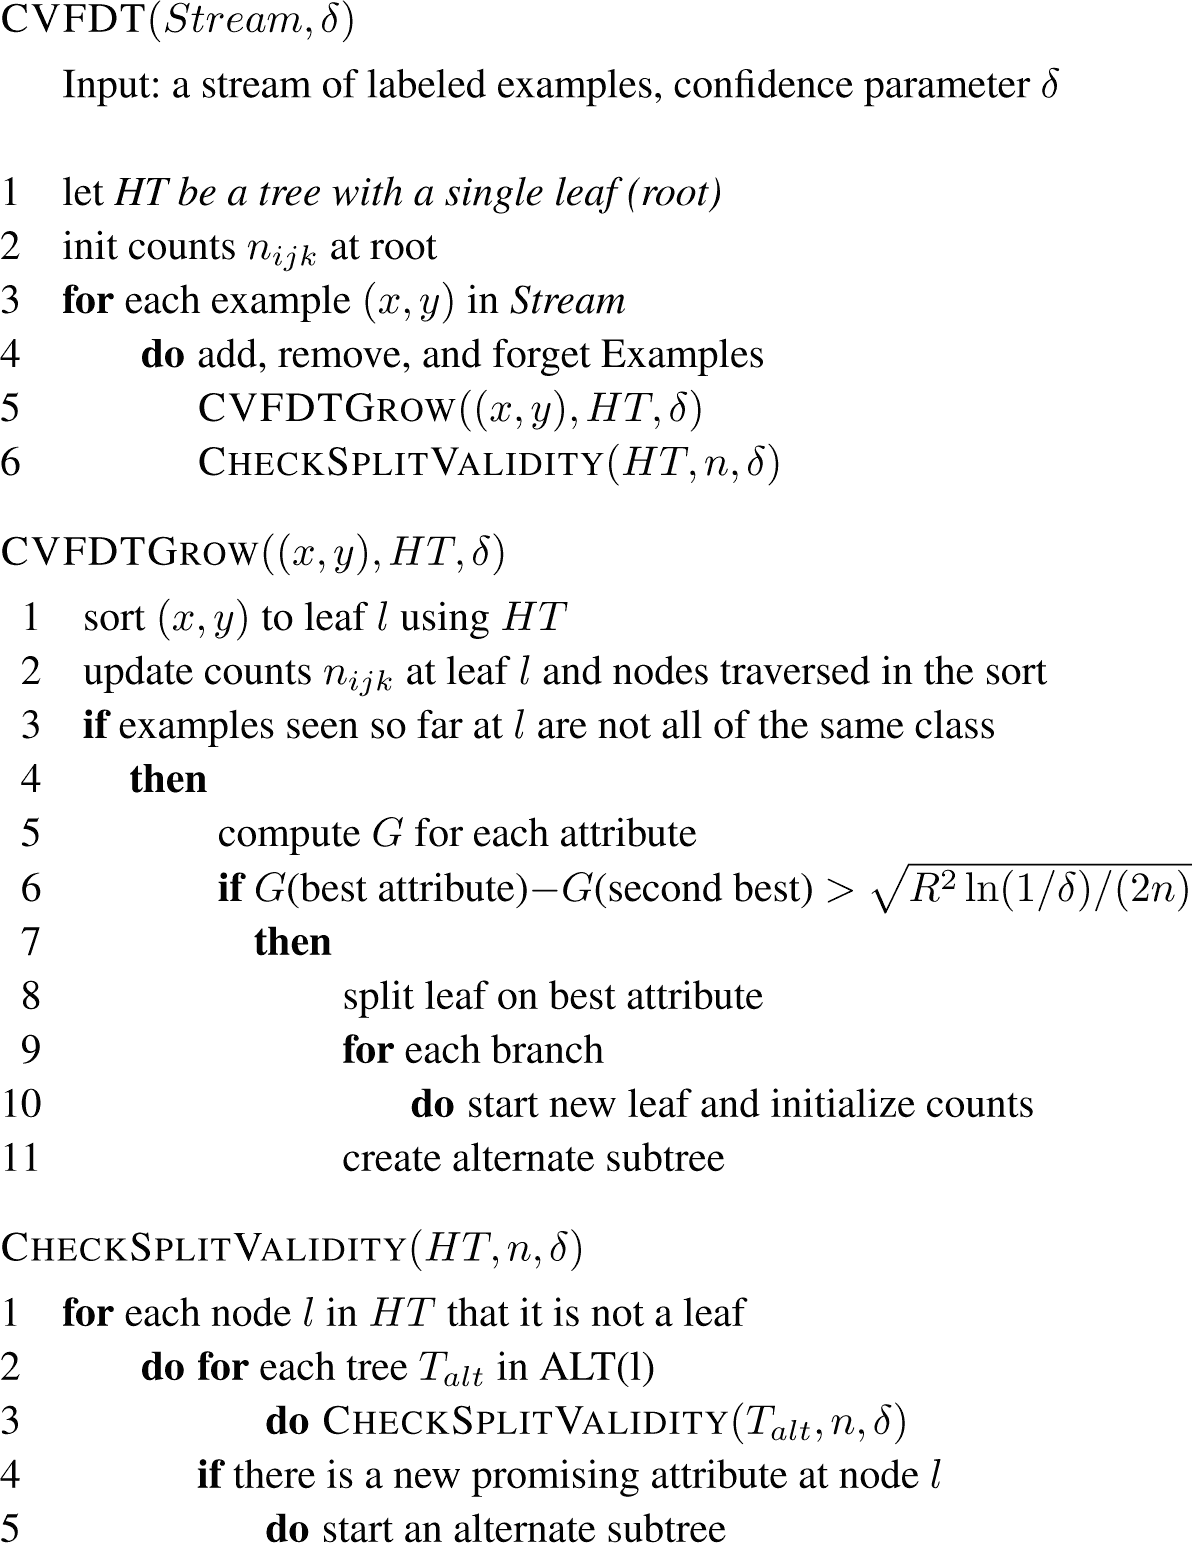 CVFDT(Stream, δ)
Input: a stream of labeled examples, confidence parameter δ
1 let HT be a tree with a single leaf (root)
2 init counts n_{ijk} at root
3 for each example (x, y) in Stream
4 do add, remove, and forget Examples
5 CVFDTGROW((x, y), HT, δ)
6 CHECKSPLITVALIDITY(HT, n, δ)
CVFDTGROW((x, y), HT, δ)
1 sort (x, y) to leaf l using HT
2 update counts n_{ijk} at leaf l and nodes traversed in the sort
3 if examples seen so far at l are not all of the same class
4 then
5 compute G for each attribute
6 if G(best attribute)−G(second best) > √(R² ln(1/δ)/(2n))
7 then
8 split leaf on best attribute
9 for each branch
10 do start new leaf and initialize counts
11 create alternate subtree
CHECKSPLITVALIDITY(HT, n, δ)
1 for each node l in HT that it is not a leaf
2 do for each tree T_{alt} in ALT(l)
3 do CHECKSPLITVALIDITY(T_{alt}, n, δ)
4 if there is a new promising attribute at node l
5 do start an alternate subtree